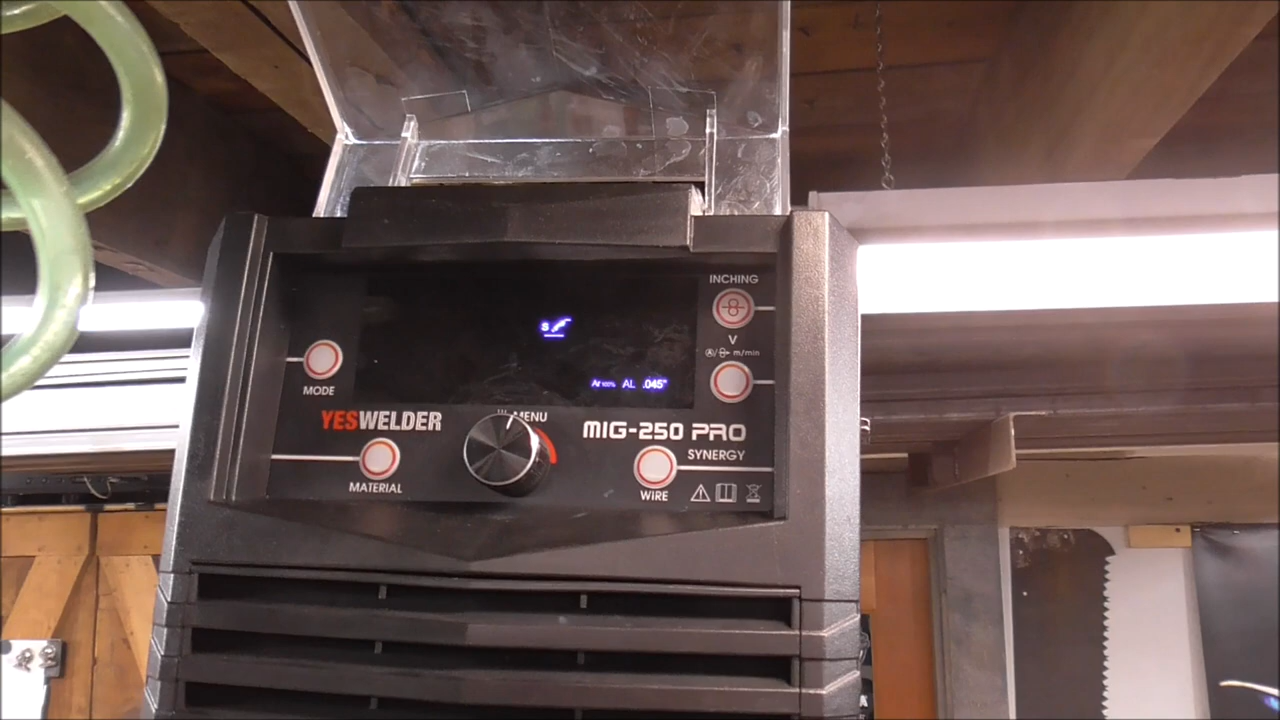 INCHING
V
A/ m/min
S
Ar100% AL .045"
MODE
YESWELDER
MENU
MIG-250 PRO
SYNERGY
MATERIAL
WIRE